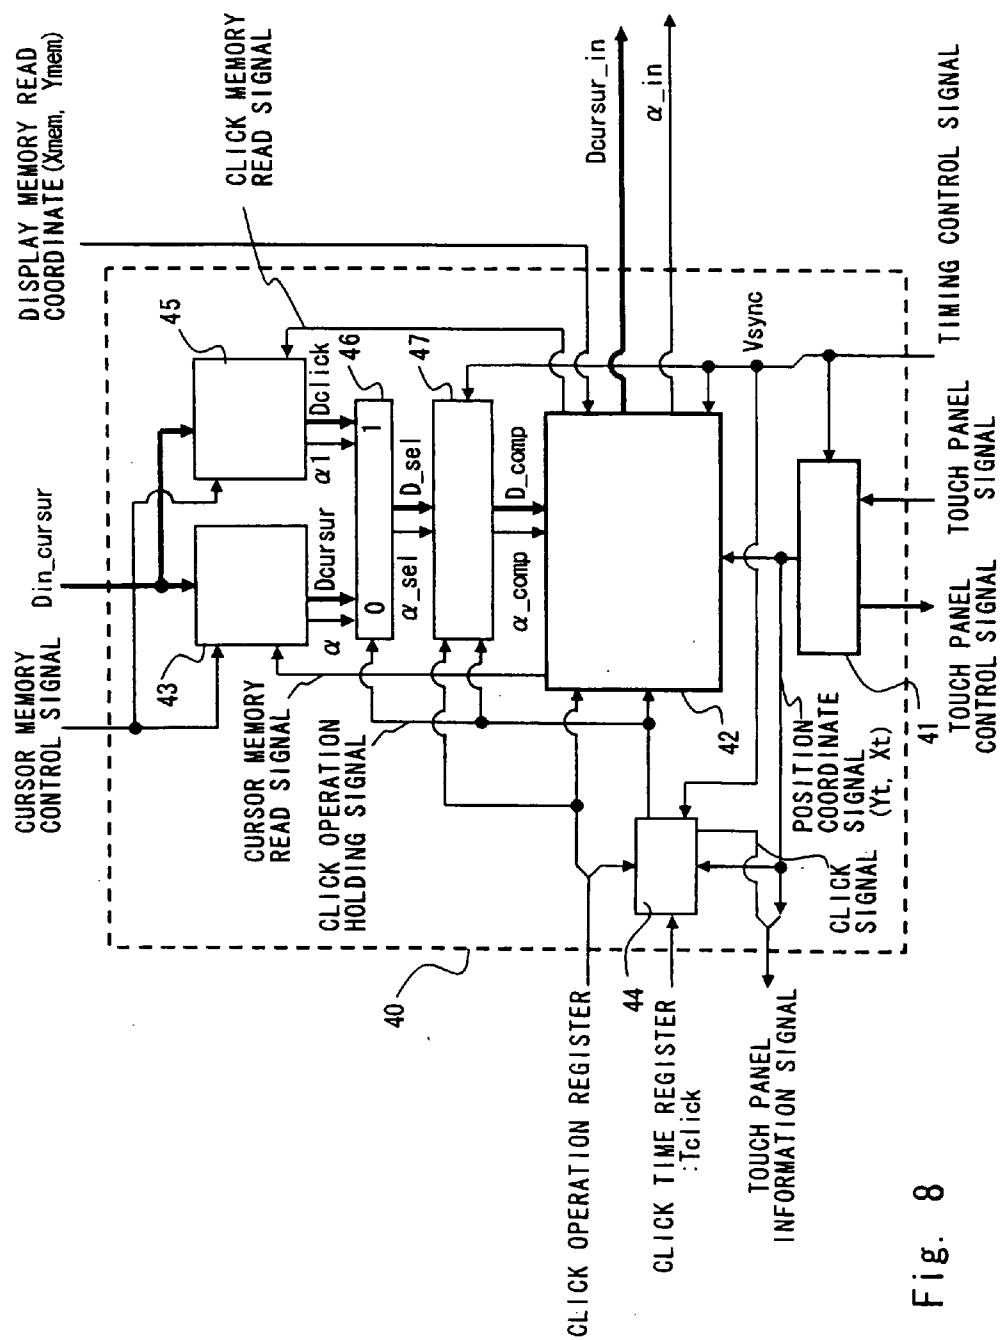 DISPLAY MEMORY READ
COORDINATE(Xmem, Ymem)
CLICK MEMORY
READ SIGNAL
Din_cursur
CURSOR MEMORY
CONTROL SIGNAL
45
Dclick
α1
46
1
0
43
Dcursur
α
47
D_sel
α_sel
D_comp
α_comp
Dcursur_in
α_in
CURSOR MEMORY
READ SIGNAL
CLICK OPERATION
HOLDING SIGNAL
42
Vsync
TIMING CONTROL SIGNAL
TOUCH PANEL
SIGNAL
TOUCH PANEL
CONTROL SIGNAL
41
POSITION
COORDINATE
SIGNAL
(Yt, Xt)
CLICK
SIGNAL
40
44
CLICK OPERATION REGISTER
CLICK TIME REGISTER
:Tclick
TOUCH PANEL
INFORMATION SIGNAL
Fig. 8